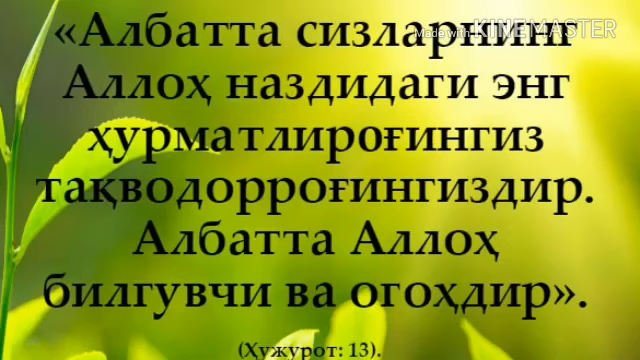 «Албатта сизларнинг
Made with KINEMASTER
Аллоҳ наздидаги энг
ҳурматлироғингиз
тақводорроғингиздир.
Албатта Аллоҳ
билгувчи ва огоҳдир».
(Ҳужурот: 13).